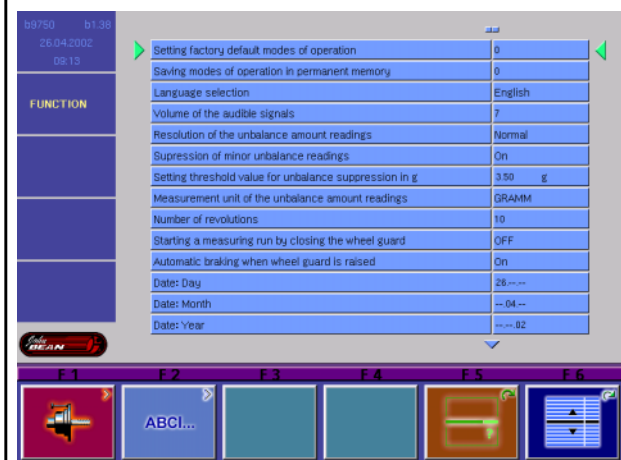 b9750 b1.38
26.04.2002
09:13
FUNCTION
Setting factory default modes of operation 0
Saving modes of operation in permanent memory 0
Language selection English
Volume of the audible signals 7
Resolution of the unbalance amount readings Normal
Supression of minor unbalance readings On
Setting threshold value for unbalance suppression in g 3.50 g
Measurement unit of the unbalance amount readings GRAMM
Number of revolutions 10
Starting a measuring run by closing the wheel guard OFF
Automatic braking when wheel guard is raised On
Date: Day 26.--.--
Date: Month --.04.--
Date: Year --.--.02
John
BEAN
F 1 F 2 F 3 F 4 F 5 F 6
ABCI...
?